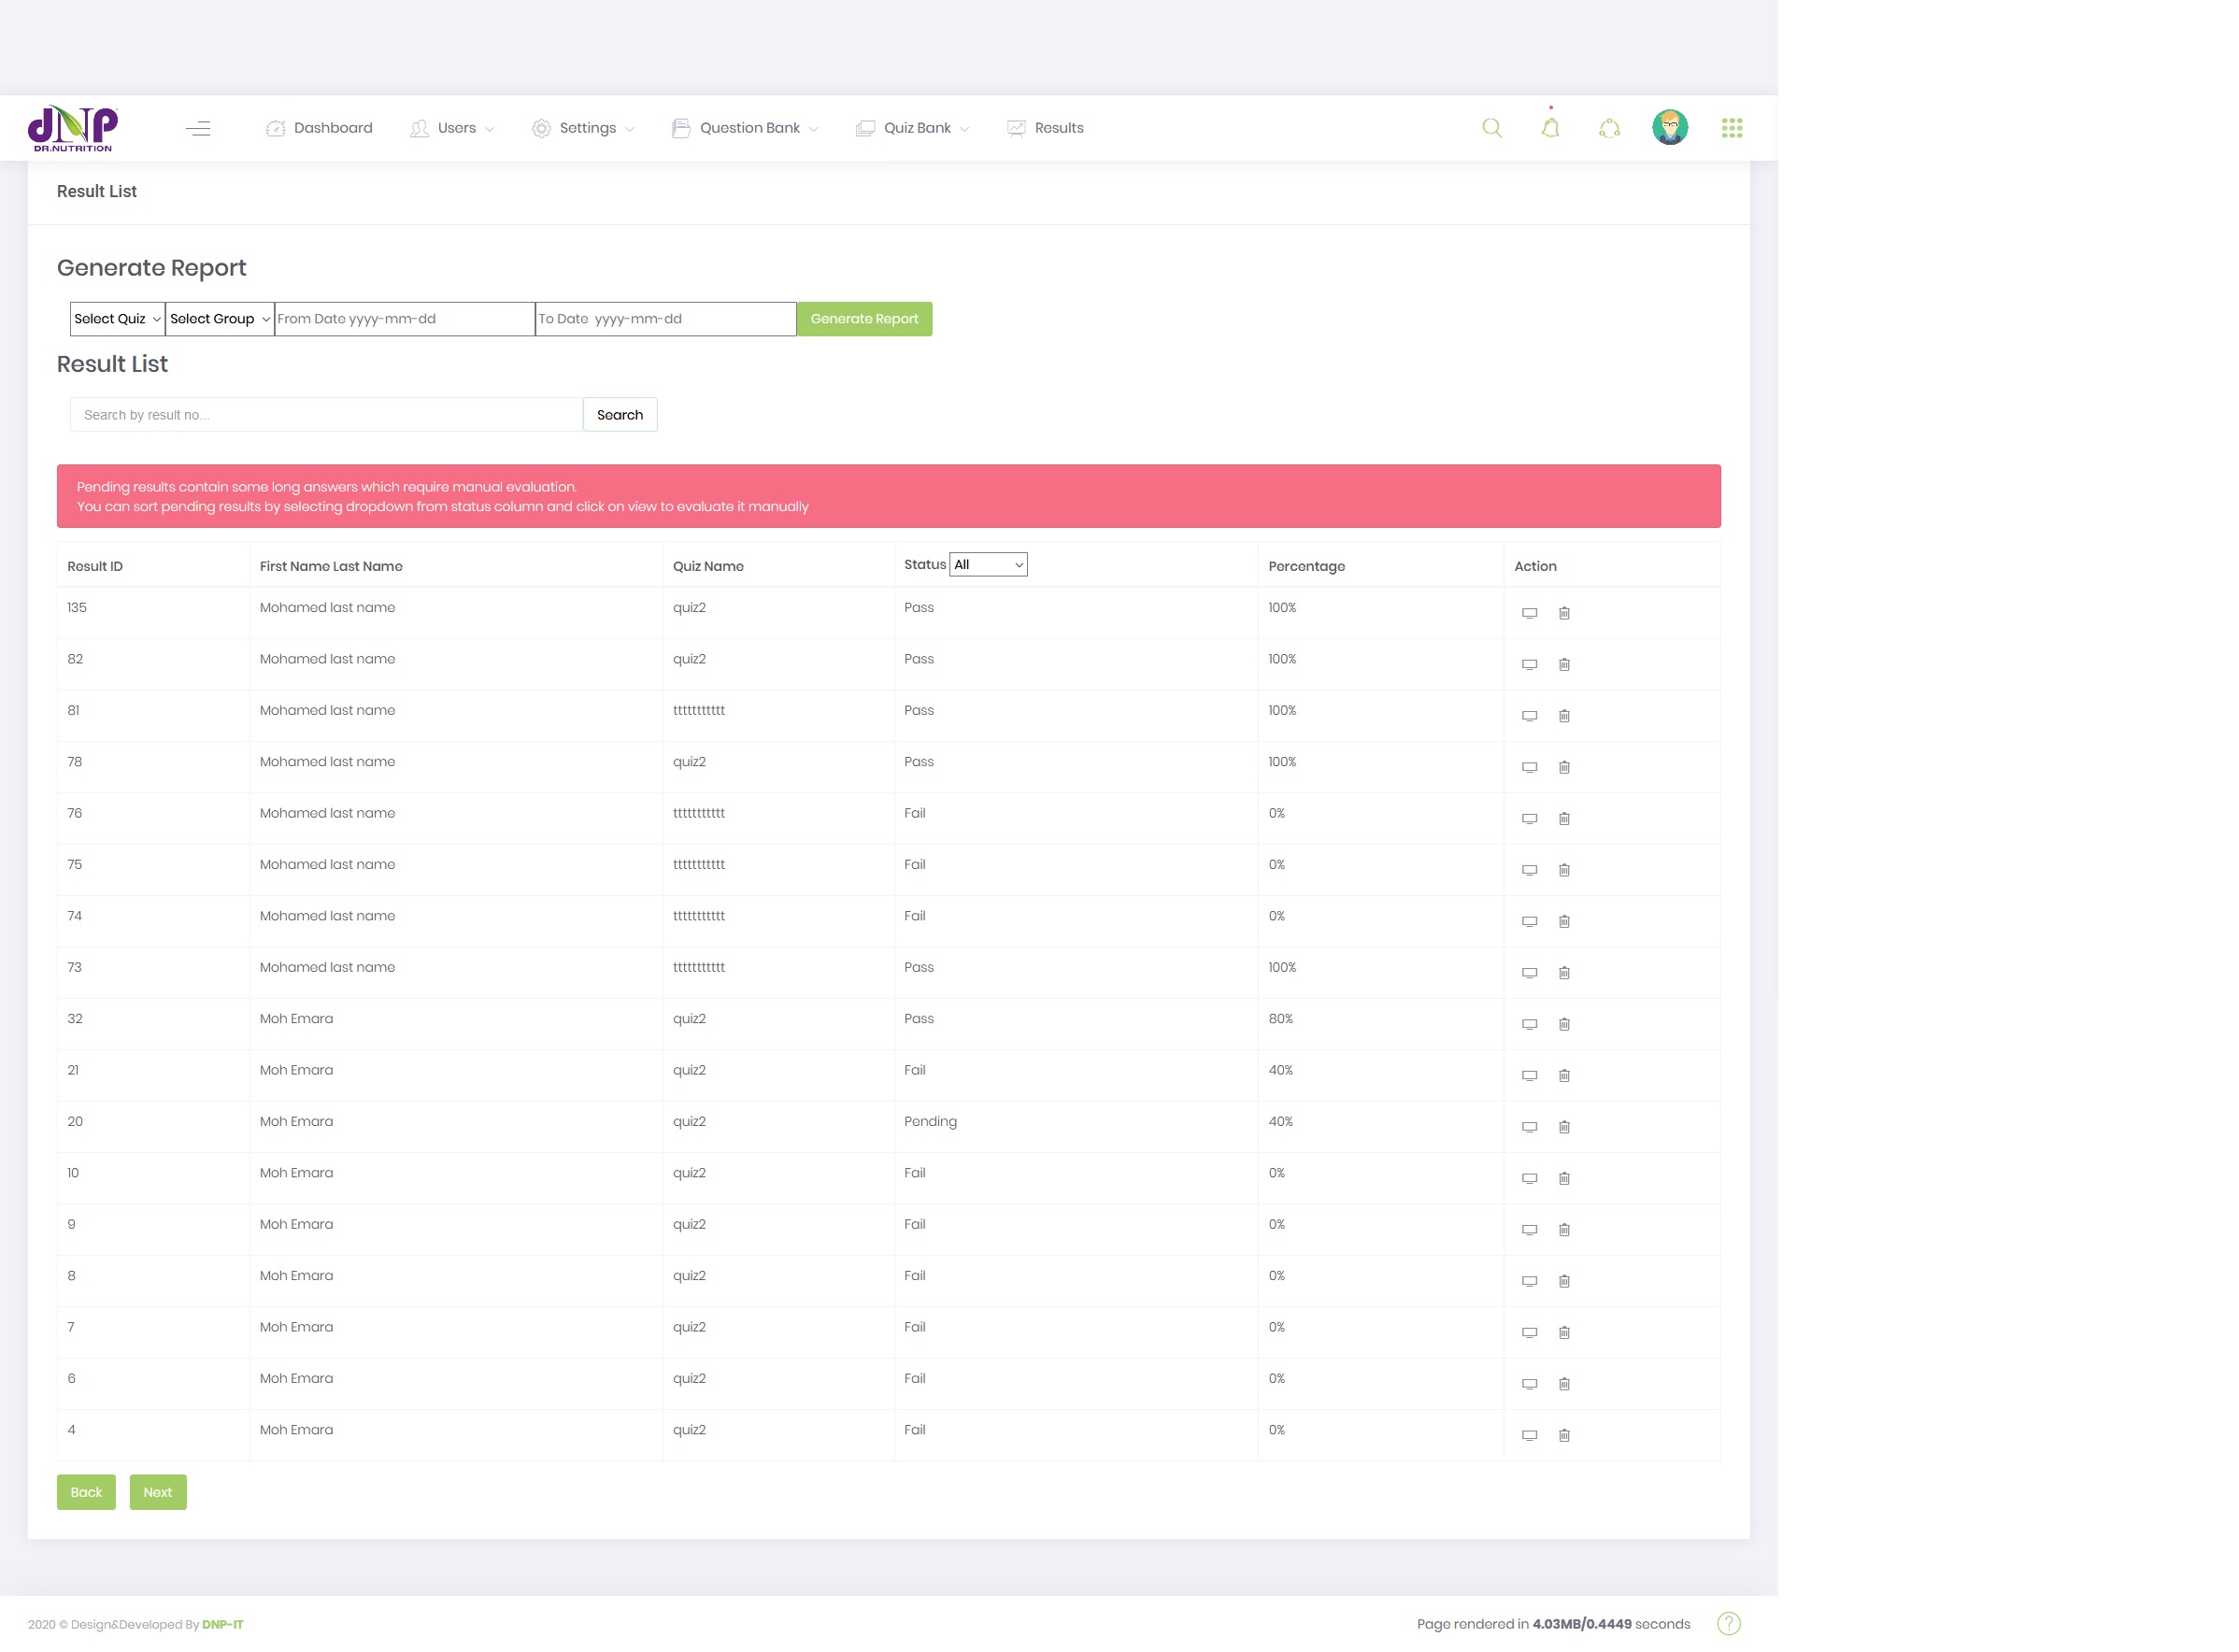 dNP
DR.NUTRITION
Dashboard Users Settings Question Bank Quiz Bank Results
Result List
Generate Report
Select Quiz Select Group From Date yyyy-mm-dd To Date yyyy-mm-dd Generate Report
Result List
Search by result no... Search
Pending results contain some long answers which require manual evaluation.
You can sort pending results by selecting dropdown from status column and click on view to evaluate it manually
Result ID First Name Last Name Quiz Name Status All Percentage Action
135 Mohamed last name quiz2 Pass 100%
82 Mohamed last name quiz2 Pass 100%
81 Mohamed last name ttttttttttt Pass 100%
78 Mohamed last name quiz2 Pass 100%
76 Mohamed last name ttttttttttt Fail 0%
75 Mohamed last name ttttttttttt Fail 0%
74 Mohamed last name ttttttttttt Fail 0%
73 Mohamed last name ttttttttttt Pass 100%
32 Moh Emara quiz2 Pass 80%
21 Moh Emara quiz2 Fail 40%
20 Moh Emara quiz2 Pending 40%
10 Moh Emara quiz2 Fail 0%
9 Moh Emara quiz2 Fail 0%
8 Moh Emara quiz2 Fail 0%
7 Moh Emara quiz2 Fail 0%
6 Moh Emara quiz2 Fail 0%
4 Moh Emara quiz2 Fail 0%
Back Next
2020 © Design&Developed By DNP-IT Page rendered in 4.03MB/0.4449 seconds ?